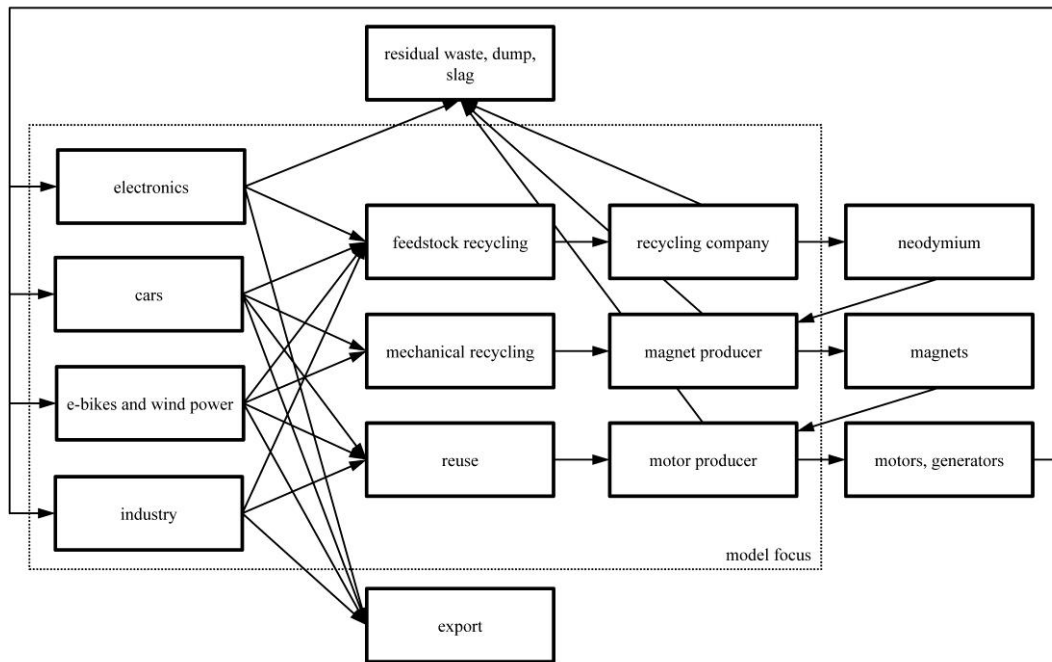 residual waste, dump,
slag
electronics
feedstock recycling
recycling company
neodymium
cars
mechanical recycling
magnet producer
magnets
e-bikes and wind power
reuse
motor producer
motors, generators
industry
model focus
export